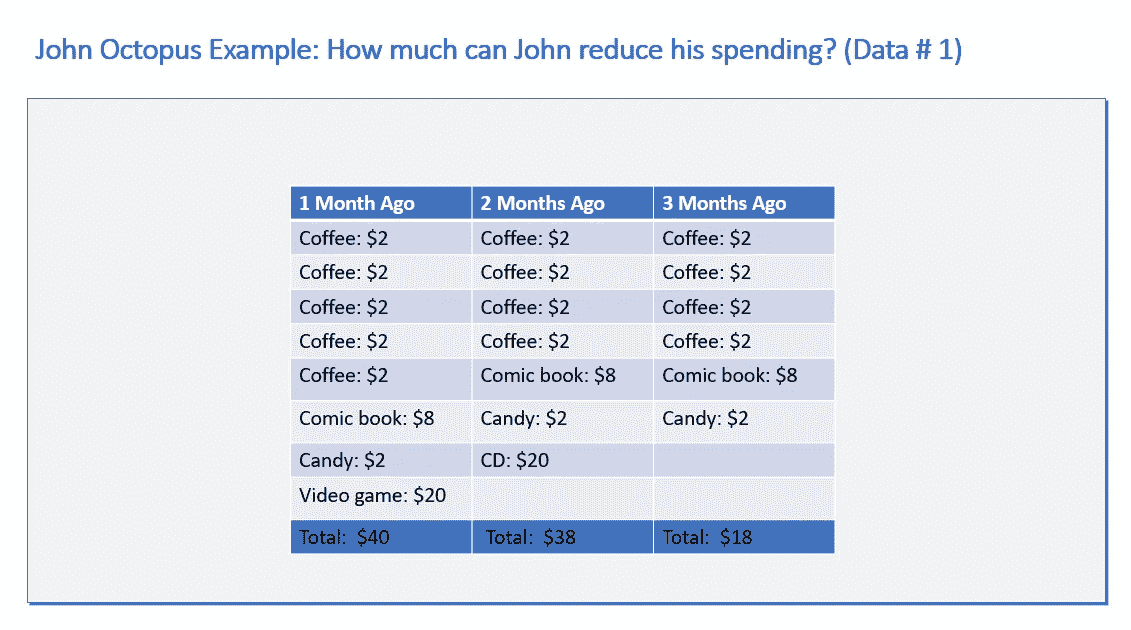 John Octopus Example: How much can John reduce his spending? (Data # 1)
1 Month Ago 2 Months Ago 3 Months Ago
Coffee: $2 Coffee: $2 Coffee: $2
Coffee: $2 Coffee: $2 Coffee: $2
Coffee: $2 Coffee: $2 Coffee: $2
Coffee: $2 Coffee: $2 Coffee: $2
Coffee: $2 Comic book: $8 Comic book: $8
Comic book: $8 Candy: $2 Candy: $2
Candy: $2 CD: $20
Video game: $20
Total: $40 Total: $38 Total: $18